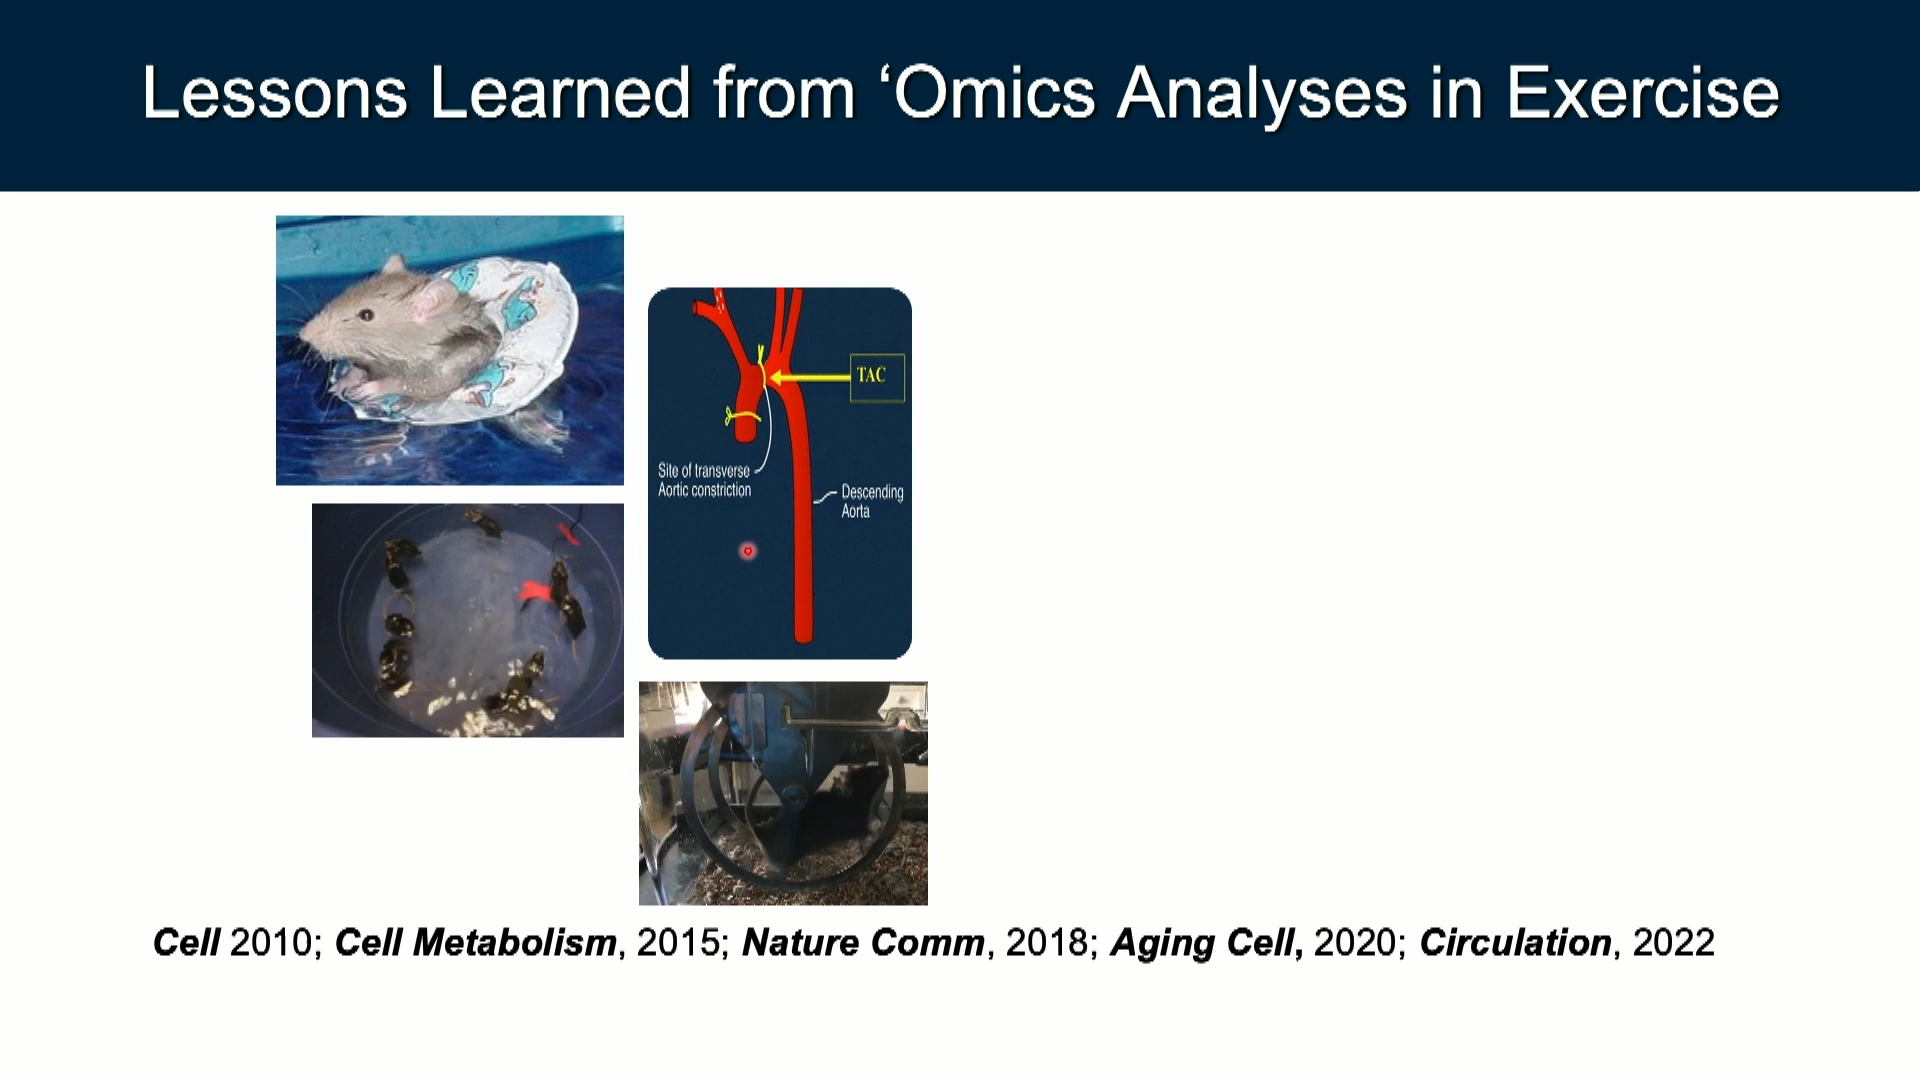 Lessons Learned from ‘Omics Analyses in Exercise
TAC
Site of transverse
Aortic constriction
Descending
Aorta
Cell 2010; Cell Metabolism, 2015; Nature Comm, 2018; Aging Cell, 2020; Circulation, 2022